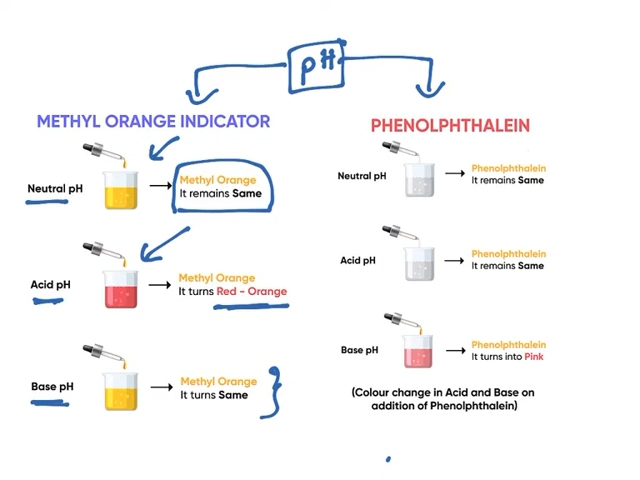 pH
METHYL ORANGE INDICATOR
Neutral pH
Methyl Orange
It remains Same
Acid pH
Methyl Orange
It turns Red - Orange
Base pH
Methyl Orange
It turns Same
PHENOLPHTHALEIN
Neutral pH
Phenolphthalein
It remains Same
Acid pH
Phenolphthalein
It remains Same
Base pH
Phenolphthalein
It turns into Pink
(Colour change in Acid and Base on
addition of Phenolphthalein)